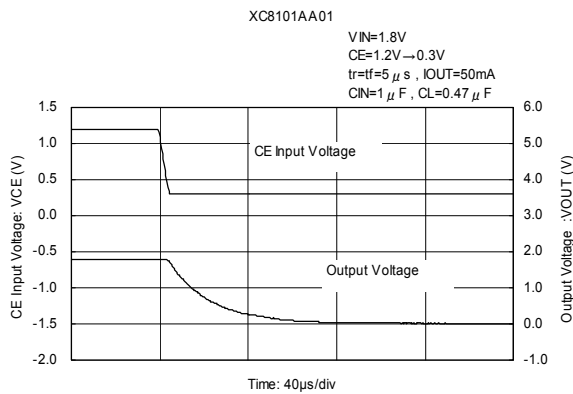 XC8101AA01
VIN=1.8V
CE=1.2V→0.3V
tr=tf=5μs , IOUT=50mA
CIN=1μF , CL=0.47μF
CE Input Voltage: VCE (V)
1.5
1.0
0.5
0.0
-0.5
-1.0
-1.5
-2.0
CE Input Voltage
Output Voltage
6.0
5.0
4.0
3.0
2.0
1.0
0.0
-1.0
Output Voltage :VOUT (V)
Time: 40μs/div